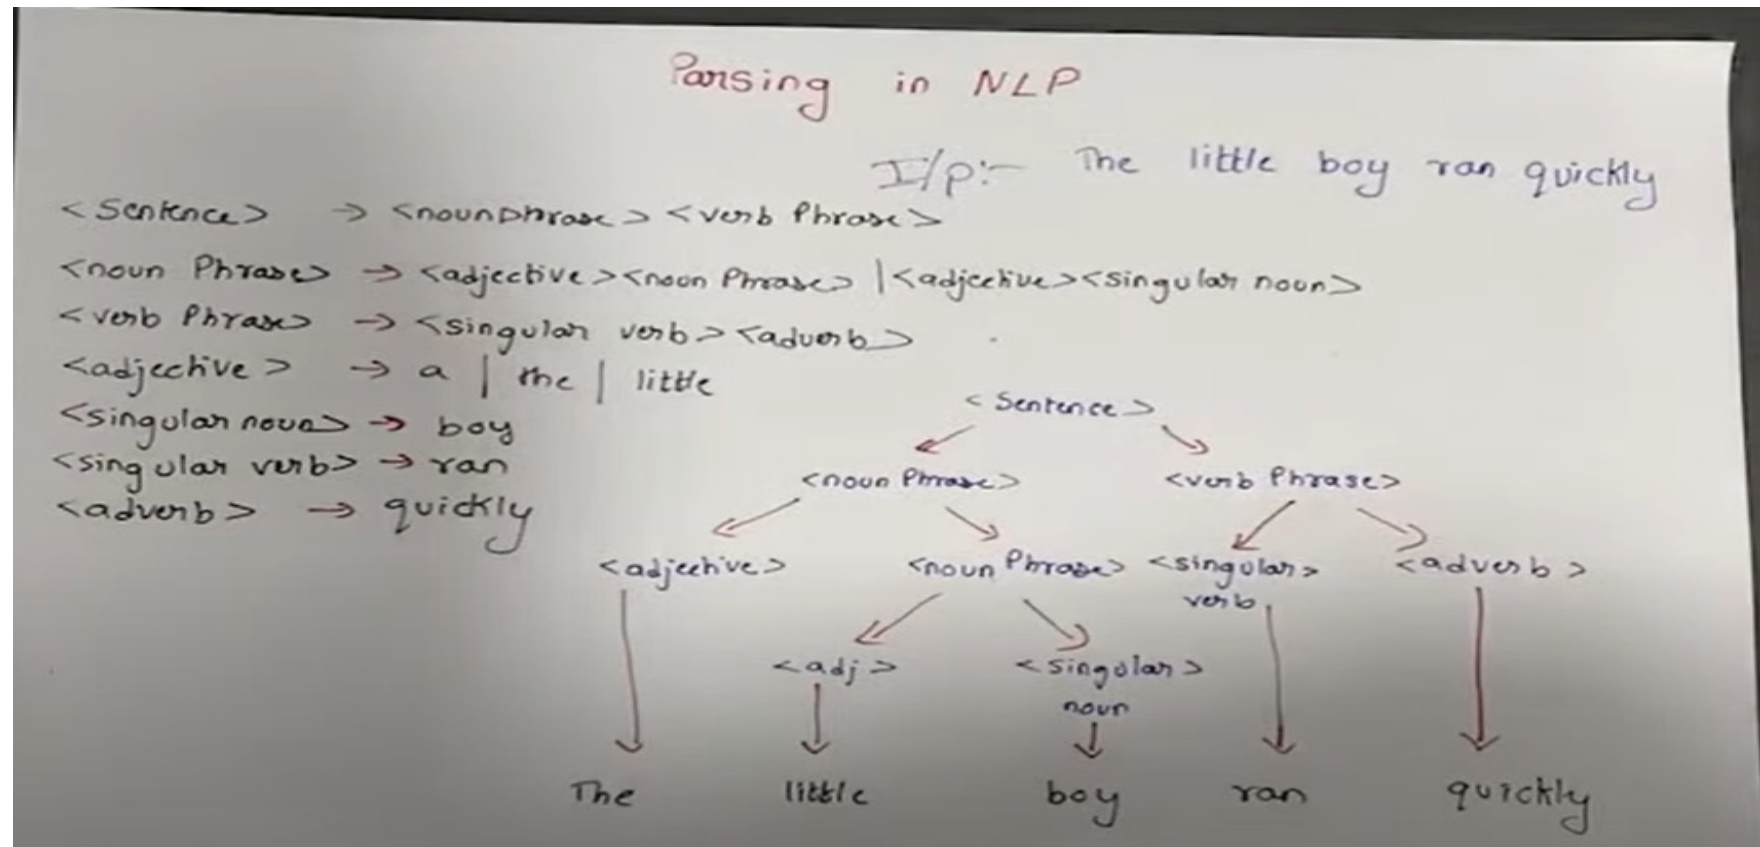 Parsing in NLP
I/p:- The little boy ran quickly
<Sentence> → <noun Phrase> <verb Phrase>
<noun Phrase> → <adjective><noun Phrase> | <adjective><singular noun>
<verb Phrase> → <singular verb><adverb>
<adjective> → a | the | little
<singular noun> → boy
<singular verb> → ran
<adverb> → quickly
<Sentence>
<noun Phrase> <verb Phrase>
<adjective> <noun Phrase> <singular> <adverb>
verb
<adj> <singular>
noun
The little boy ran quickly